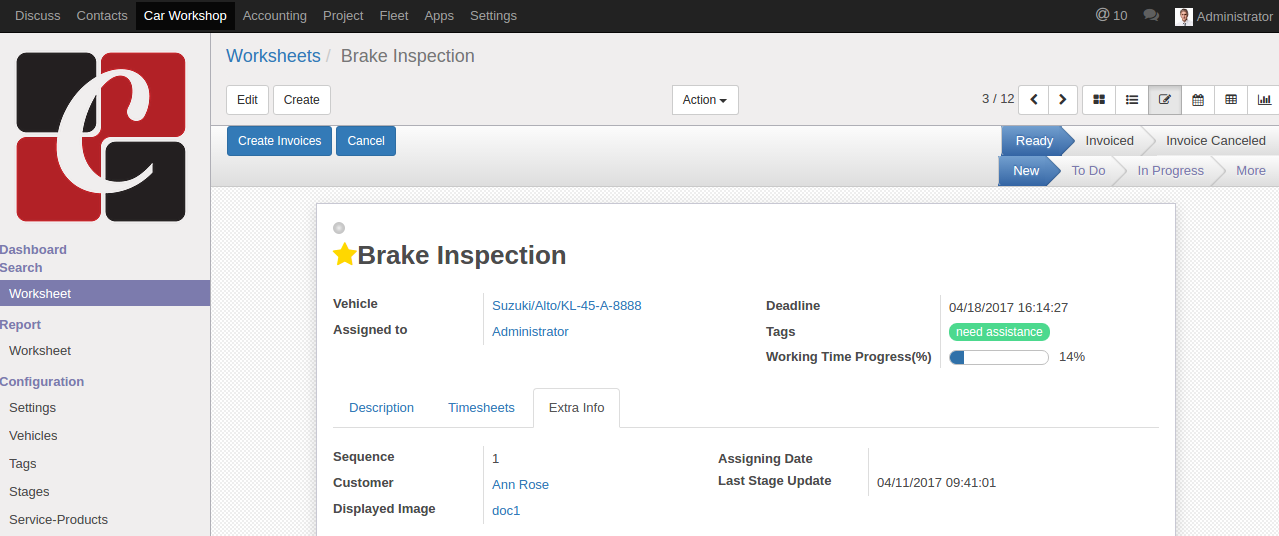 Discuss Contacts Car Workshop Accounting Project Fleet Apps Settings @ 10 Administrator
C
Worksheets / Brake Inspection
Edit Create Action 3 / 12
Create Invoices Cancel Ready Invoiced Invoice Canceled
New To Do In Progress More
Dashboard
Search
Worksheet
Report
Worksheet
Configuration
Settings
Vehicles
Tags
Stages
Service-Products
Brake Inspection
Vehicle Suzuki/Alto/KL-45-A-8888
Assigned to Administrator
Deadline 04/18/2017 16:14:27
Tags need assistance
Working Time Progress(%) 14%
Description Timesheets Extra Info
Sequence 1
Customer Ann Rose
Displayed Image doc1
Assigning Date
Last Stage Update 04/11/2017 09:41:01